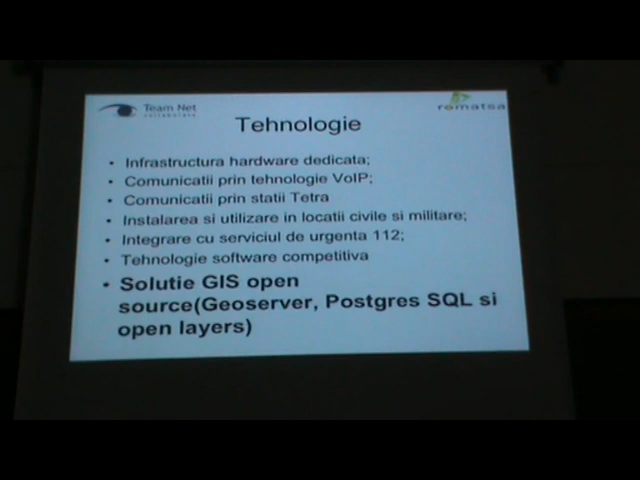 Team Net
collaborate
romatsa
Tehnologie
• Infrastructura hardware dedicata;
• Comunicatii prin tehnologie VoIP;
• Comunicatii prin statii Tetra
• Instalarea si utilizare in locatii civile si militare;
• Integrare cu serviciul de urgenta 112;
• Tehnologie software competitiva
• Solutie GIS open
source(Geoserver, Postgres SQL si
open layers)